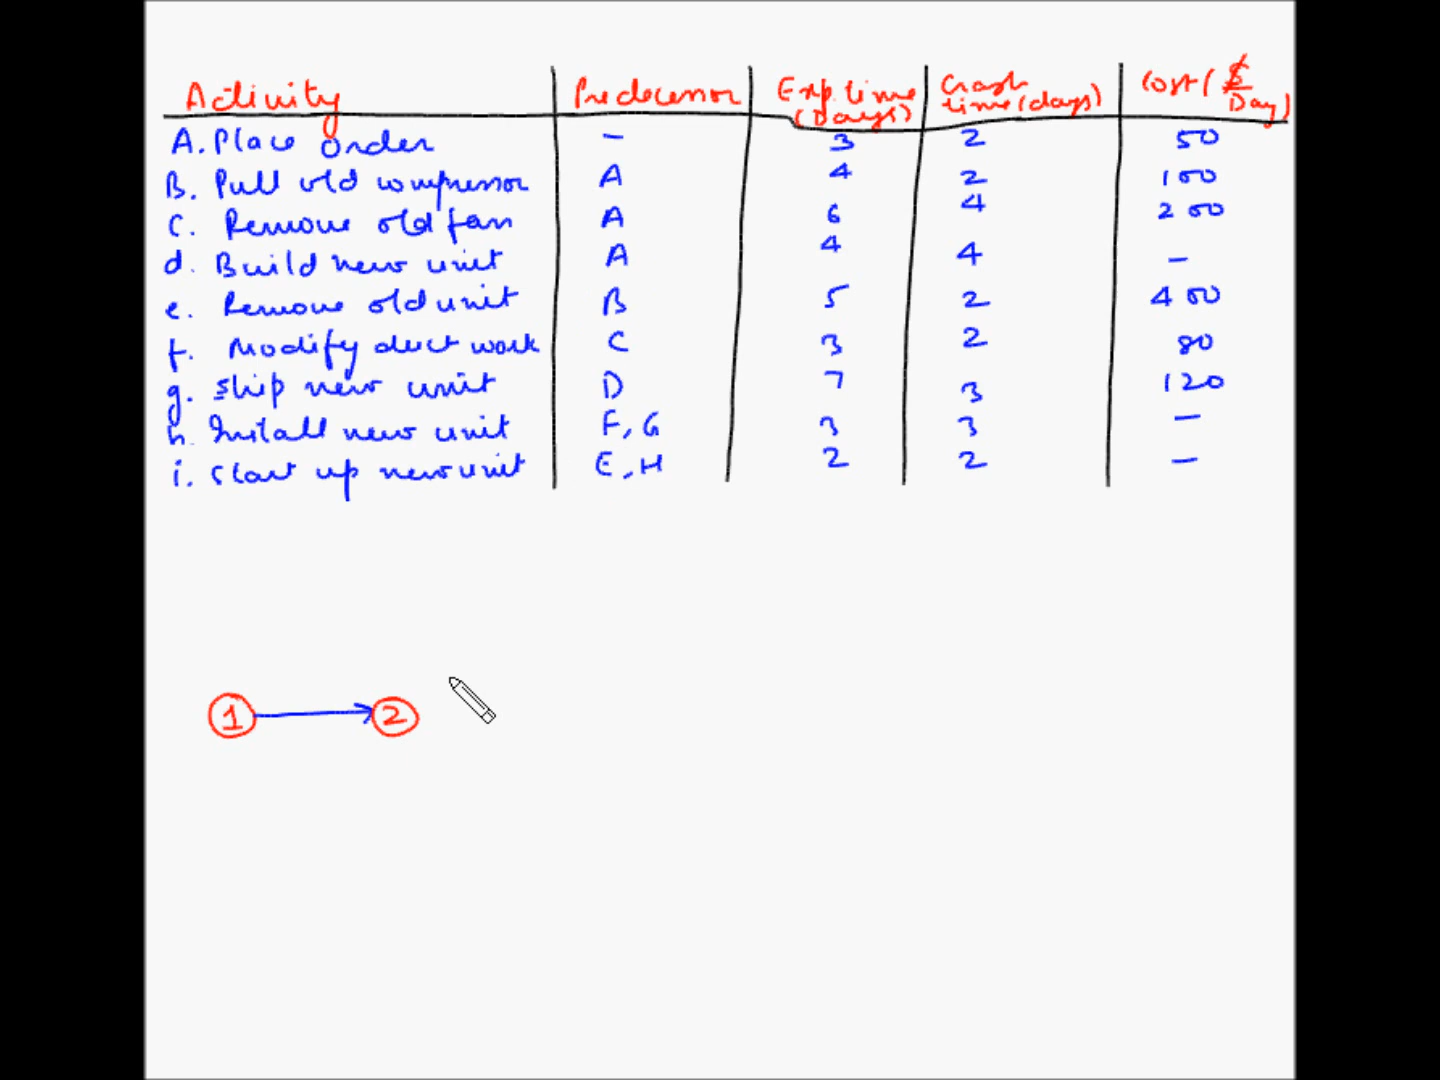 Activity Predecessor Exp. time (Days) Crash time (days) Cost ($/Day)
A. Place order - 3 2 50
B. Pull old compressor A 4 2 100
C. Remove old fan A 6 4 200
d. Build new unit A 4 4 -
e. Remove old unit B 5 2 400
f. Modify duct work C 3 2 80
g. Ship new unit D 7 3 120
h. Install new unit F, G 3 3 -
i. Start up new unit E, H 2 2 -
1 2